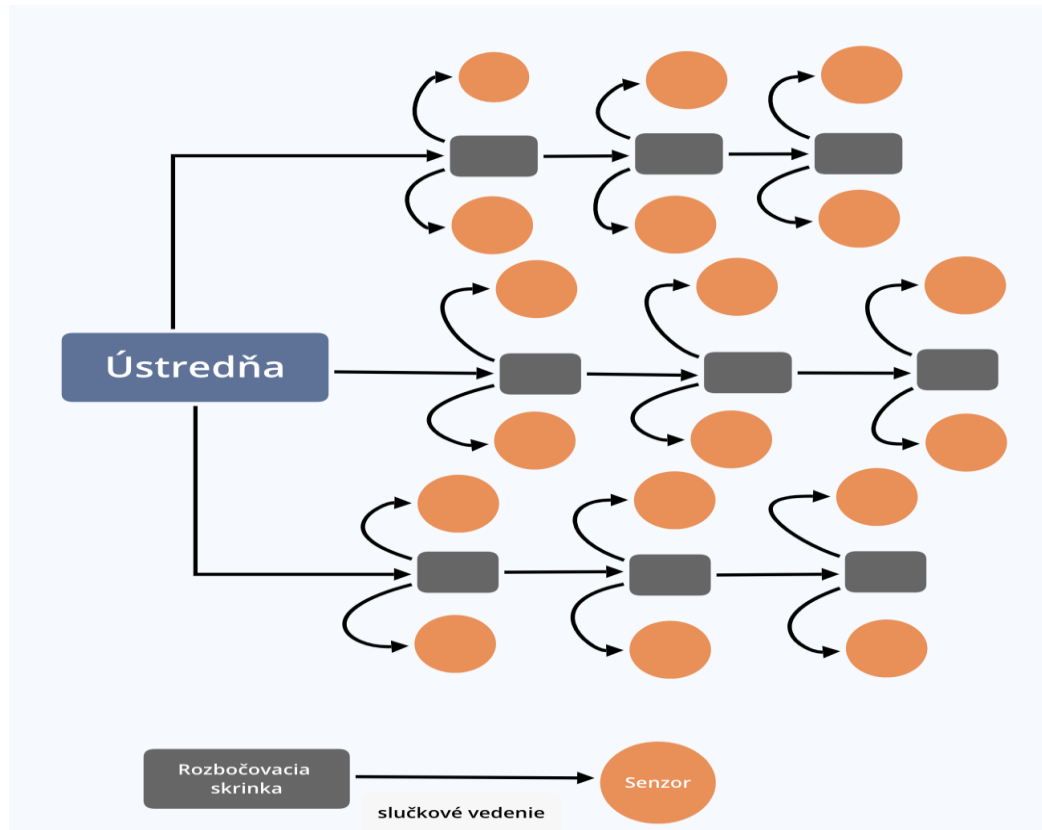 Ústredňa
Rozbočovacia
skrinka
Senzor
slučkové vedenie